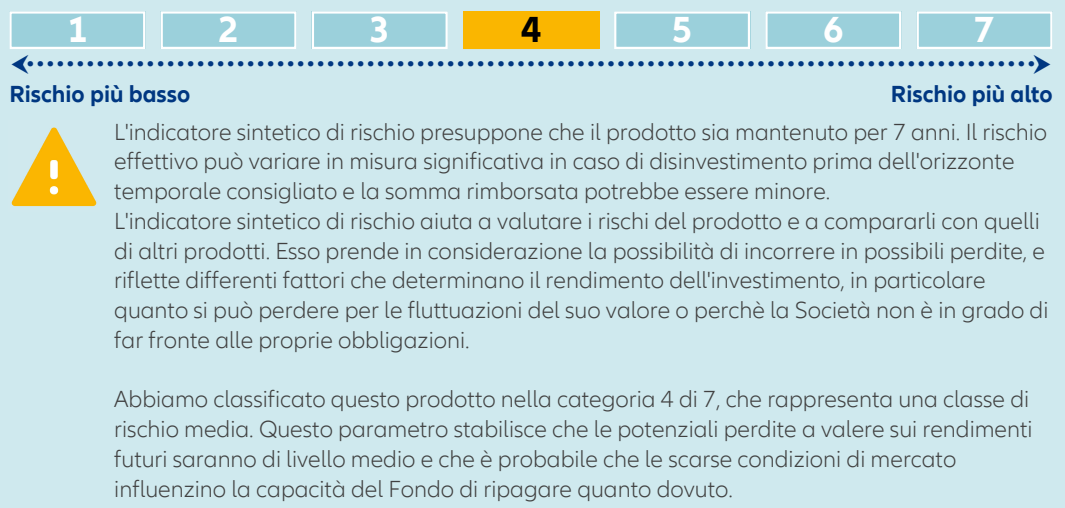 1 2 3 4 5 6 7
Rischio più basso Rischio più alto
L'indicatore sintetico di rischio presuppone che il prodotto sia mantenuto per 7 anni. Il rischio
effettivo può variare in misura significativa in caso di disinvestimento prima dell'orizzonte
temporale consigliato e la somma rimborsata potrebbe essere minore.
L'indicatore sintetico di rischio aiuta a valutare i rischi del prodotto e a compararli con quelli
di altri prodotti. Esso prende in considerazione la possibilità di incorrere in possibili perdite, e
riflette differenti fattori che determinano il rendimento dell'investimento, in particolare
quanto si può perdere per le fluttuazioni del suo valore o perchè la Società non è in grado di
far fronte alle proprie obbligazioni.
Abbiamo classificato questo prodotto nella categoria 4 di 7, che rappresenta una classe di
rischio media. Questo parametro stabilisce che le potenziali perdite a valere sui rendimenti
futuri saranno di livello medio e che è probabile che le scarse condizioni di mercato
influenzino la capacità del Fondo di ripagare quanto dovuto.